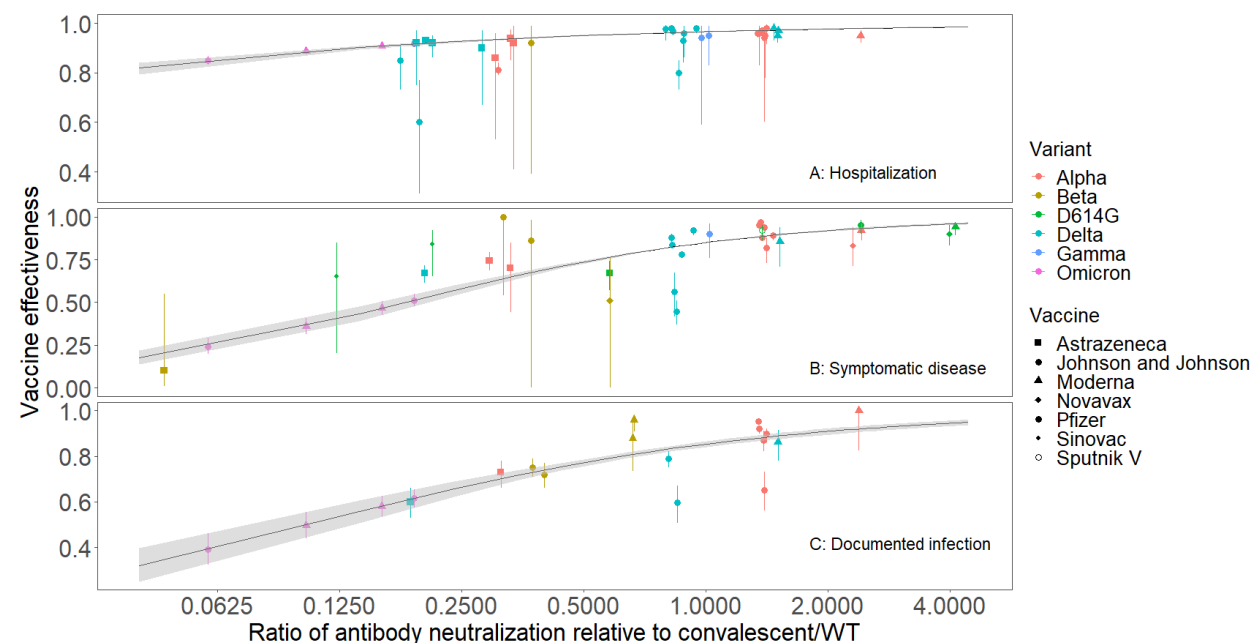 Vaccine effectiveness
1.0
0.8
0.6
0.4
A: Hospitalization
1.00
0.75
0.50
0.25
0.00
B: Symptomatic disease
1.0
0.8
0.6
0.4
C: Documented infection
0.0625
0.1250
0.2500
0.5000
1.0000
2.0000
4.0000
Ratio of antibody neutralization relative to convalescent/WT
Variant
Alpha
Beta
D614G
Delta
Gamma
Omicron
Vaccine
Astrazeneca
Johnson and Johnson
Moderna
Novavax
Pfizer
Sinovac
Sputnik V